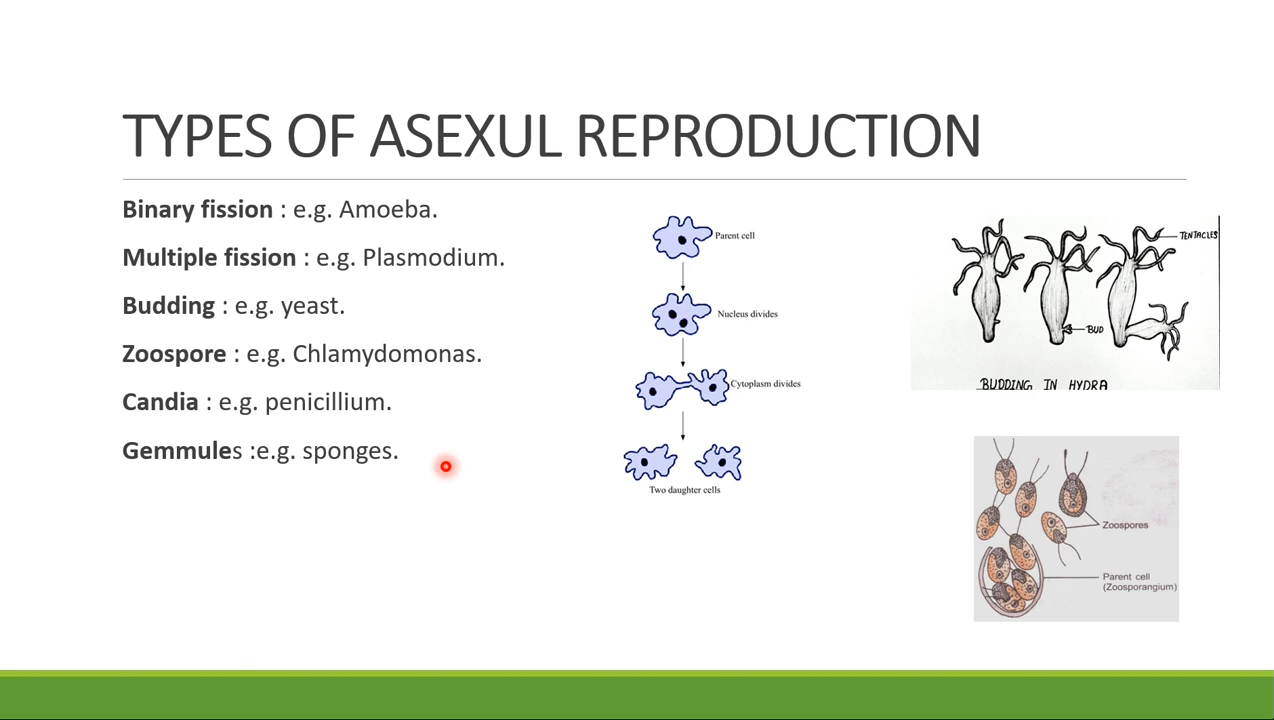 TYPES OF ASEXUL REPRODUCTION
Binary fission : e.g. Amoeba.
Multiple fission : e.g. Plasmodium.
Budding : e.g. yeast.
Zoospore : e.g. Chlamydomonas.
Candia : e.g. penicillium.
Gemmules :e.g. sponges.
Parent cell
Nucleus divides
Cytoplasm divides
Two daughter cells
TENTACLES
BUD
BUDDING IN HYDRA
Zoospores
Parent cell
(Zoosporangium)